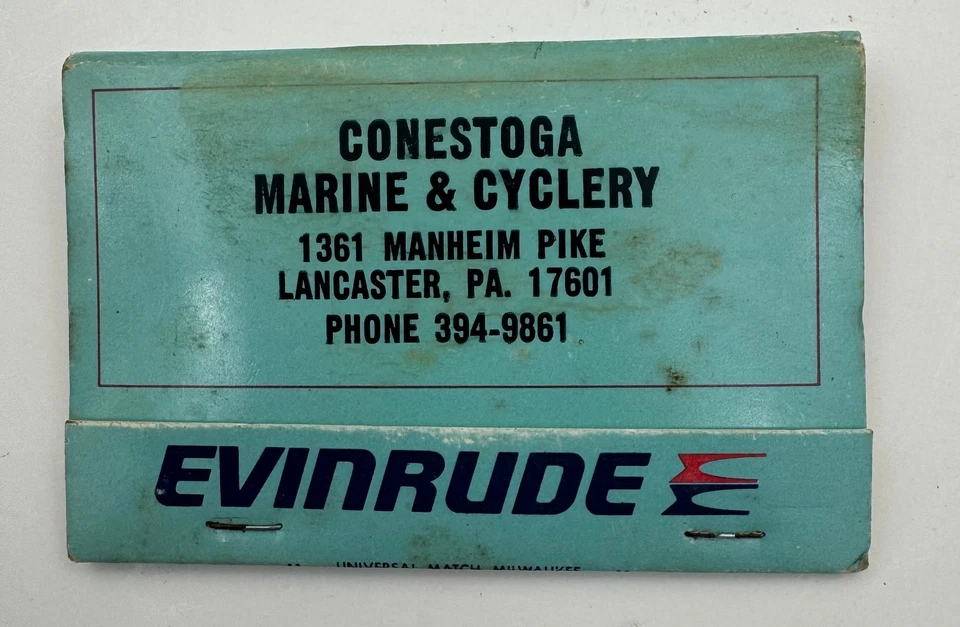 CONESTOGA
MARINE & CYCLERY
1361 MANHEIM PIKE
LANCASTER, PA. 17601
PHONE 394-9861
EVINRUDE
UNIVERSAL MATCH MILWAUKEE